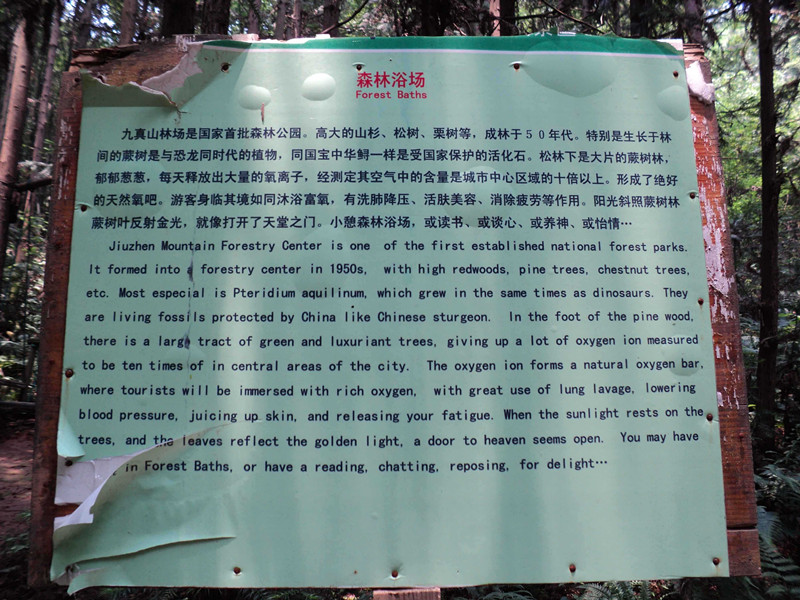 森林浴场
Forest Baths
九真山林场是国家首批森林公园。高大的山杉、松树、栗树等，成林于５０年代。特别是生长于林
间的蕨树是与恐龙同时代的植物，同国宝中华鲟一样是受国家保护的活化石。松林下是大片的蕨树林，
郁郁葱葱，每天释放出大量的氧离子，经测定其空气中的含量是城市中心区域的十倍以上。形成了绝好
的天然氧吧。游客身临其境如同沐浴富氧，有洗肺降压、活肤美容、消除疲劳等作用。阳光斜照蕨树林
蕨树叶反射金光，就像打开了天堂之门。小憩森林浴场，或读书、或谈心、或养神、或怡情…
Jiuzhen Mountain Forestry Center is one of the first established national forest parks.
It formed into a forestry center in 1950s, with high redwoods, pine trees, chestnut trees,
etc. Most especial is Pteridium aquilinum, which grew in the same times as dinosaurs. They
are living fossils protected by China like Chinese sturgeon. In the foot of the pine wood,
there is a large tract of green and luxuriant trees, giving up a lot of oxygen ion measured
to be ten times of in central areas of the city. The oxygen ion forms a natural oxygen bar,
where tourists will be immersed with rich oxygen, with great use of lung lavage, lowering
blood pressure, juicing up skin, and releasing your fatigue. When the sunlight rests on the
trees, and the leaves reflect the golden light, a door to heaven seems open. You may have
in Forest Baths, or have a reading, chatting, reposing, for delight…